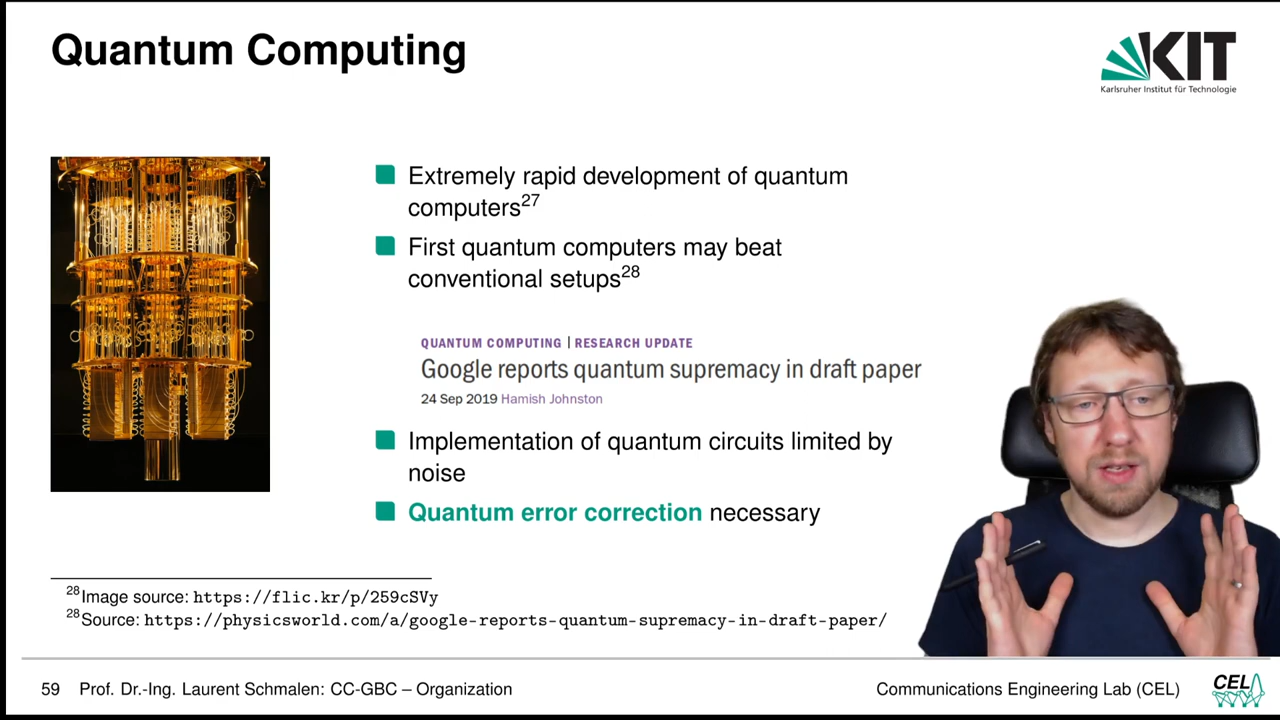 Quantum Computing
KIT
Karlsruher Institut für Technologie
Extremely rapid development of quantum
computers27
First quantum computers may beat
conventional setups28
QUANTUM COMPUTING | RESEARCH UPDATE
Google reports quantum supremacy in draft paper
24 Sep 2019 Hamish Johnston
Implementation of quantum circuits limited by
noise
Quantum error correction necessary
28Image source: https://flic.kr/p/259cSVy
28Source: https://physicsworld.com/a/google-reports-quantum-supremacy-in-draft-paper/
59 Prof. Dr.-Ing. Laurent Schmalen: CC-GBC – Organization
Communications Engineering Lab (CEL)
CEL